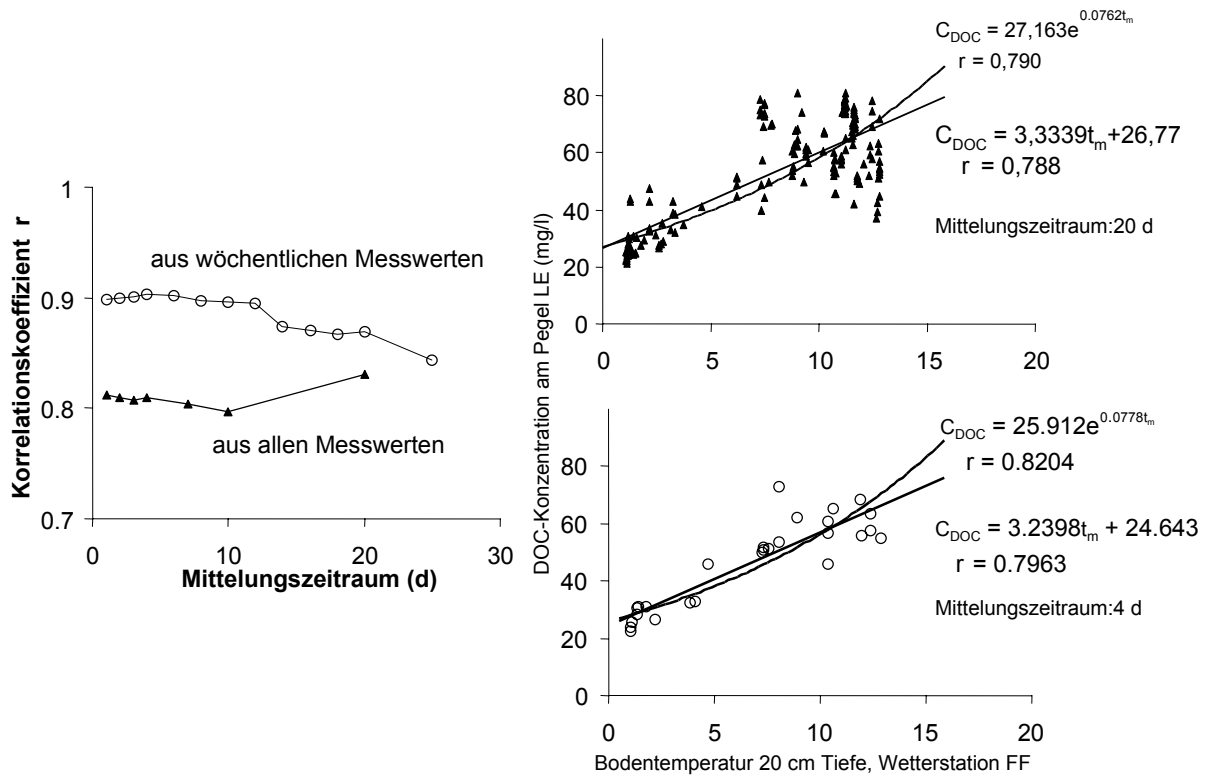 Korrelationskoeffizient r
1
0.9
0.8
0.7
aus wöchentlichen Messwerten
aus allen Messwerten
0
10
20
30
Mittelungszeitraum (d)
DOC-Konzentration am Pegel LE (mg/l)
80
60
40
20
0
0
5
10
15
20
C_DOC = 27,163e^0.0762t_m
r = 0,790
C_DOC = 3,3339t_m+26,77
r = 0,788
Mittelungszeitraum:20 d
80
60
40
20
0
0
5
10
15
20
C_DOC = 25.912e^0.0778t_m
r = 0.8204
C_DOC = 3.2398t_m + 24.643
r = 0.7963
Mittelungszeitraum:4 d
Bodentemperatur 20 cm Tiefe, Wetterstation FF